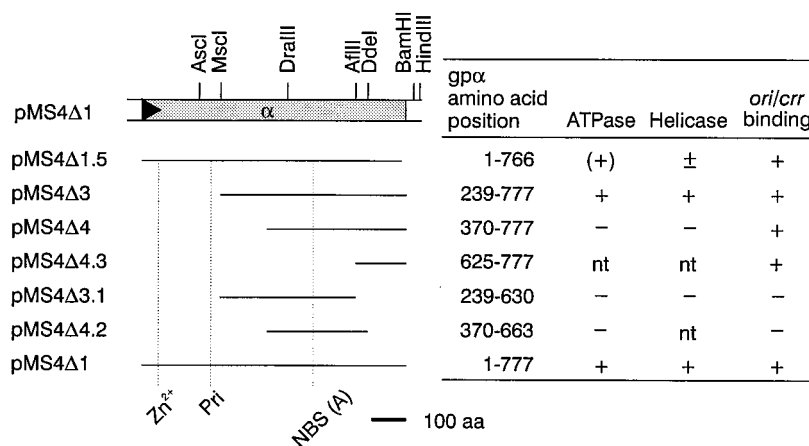 AscI MscI DraIII AflII DdeI BamHI HindIII
pMS4Δ1 α
gpα amino acid position ATPase Helicase ori/crr binding
pMS4Δ1.5 1-766 (+) ± +
pMS4Δ3 239-777 + + +
pMS4Δ4 370-777 – – +
pMS4Δ4.3 625-777 nt nt +
pMS4Δ3.1 239-630 – – –
pMS4Δ4.2 370-663 – nt –
pMS4Δ1 1-777 + + +
Zn²⁺ Pri NBS (A) 100 aa